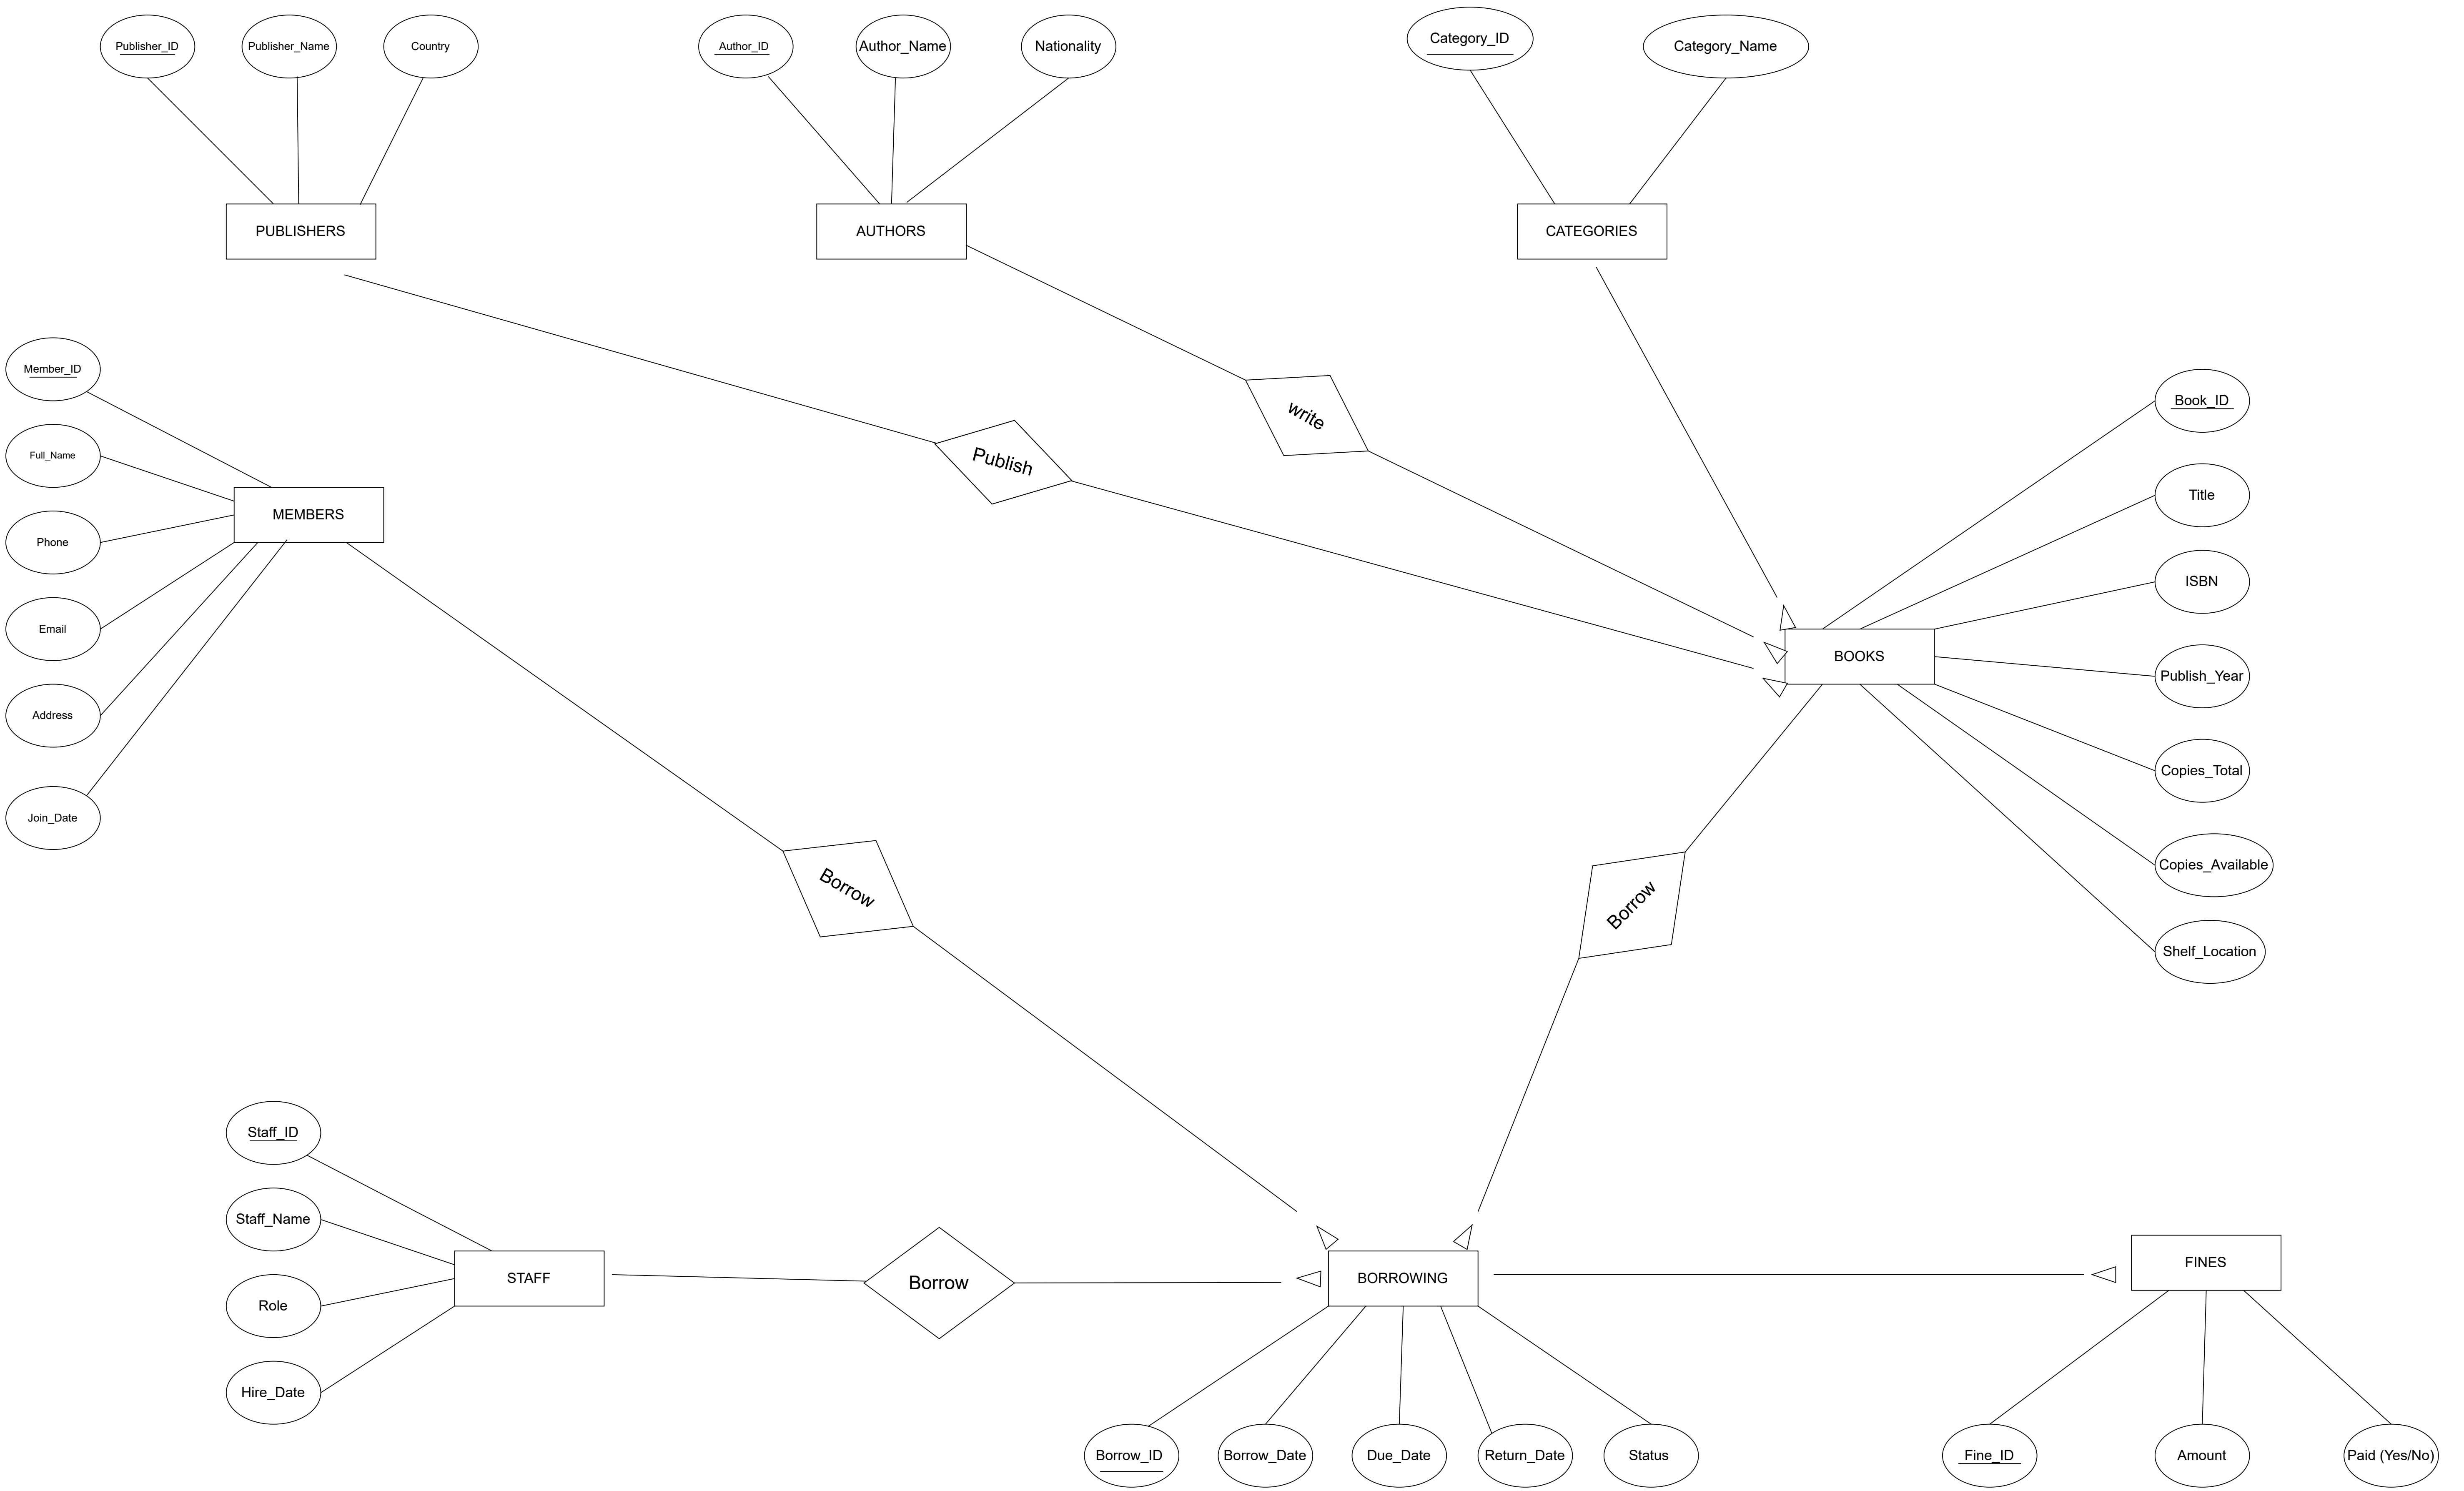 Publisher_ID
Publisher_Name
Country
Author_ID
Author_Name
Nationality
Category_ID
Category_Name
PUBLISHERS
AUTHORS
CATEGORIES
Member_ID
Full_Name
Phone
Email
Address
Join_Date
MEMBERS
Publish
write
Book_ID
Title
ISBN
Publish_Year
Copies_Total
Copies_Available
Shelf_Location
BOOKS
Borrow
Borrow
Staff_ID
Staff_Name
Role
Hire_Date
STAFF
Borrow
BORROWING
FINES
Borrow_ID
Borrow_Date
Due_Date
Return_Date
Status
Fine_ID
Amount
Paid (Yes/No)